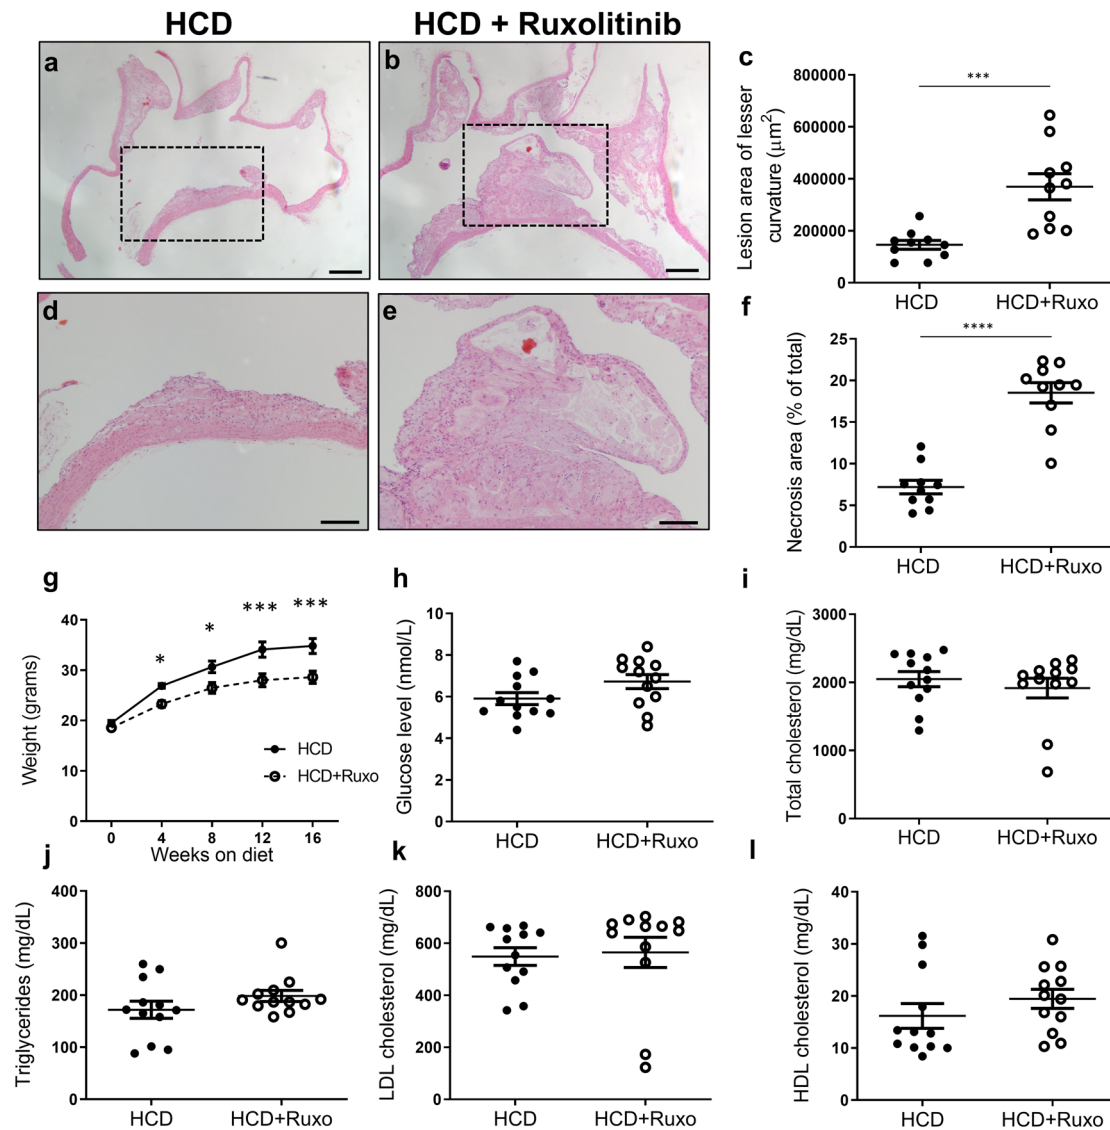 HCD
HCD + Ruxolitinib
a
b
c
800000
600000
400000
200000
0
Lesion area of lesser
curvature (μm²)
***
HCD
HCD+Ruxo
d
e
f
25
20
15
10
5
0
Necrosis area (% of total)
****
HCD
HCD+Ruxo
g
40
30
20
10
0
Weight (grams)
*
*
***
***
HCD
HCD+Ruxo
0 4 8 12 16
Weeks on diet
h
10
8
6
4
2
0
Glucose level (nmol/L)
HCD
HCD+Ruxo
i
3000
2000
1000
0
Total cholesterol (mg/dL)
HCD
HCD+Ruxo
j
400
300
200
100
0
Triglycerides (mg/dL)
HCD
HCD+Ruxo
k
800
600
400
200
0
LDL cholesterol (mg/dL)
HCD
HCD+Ruxo
l
40
30
20
10
0
HDL cholesterol (mg/dL)
HCD
HCD+Ruxo